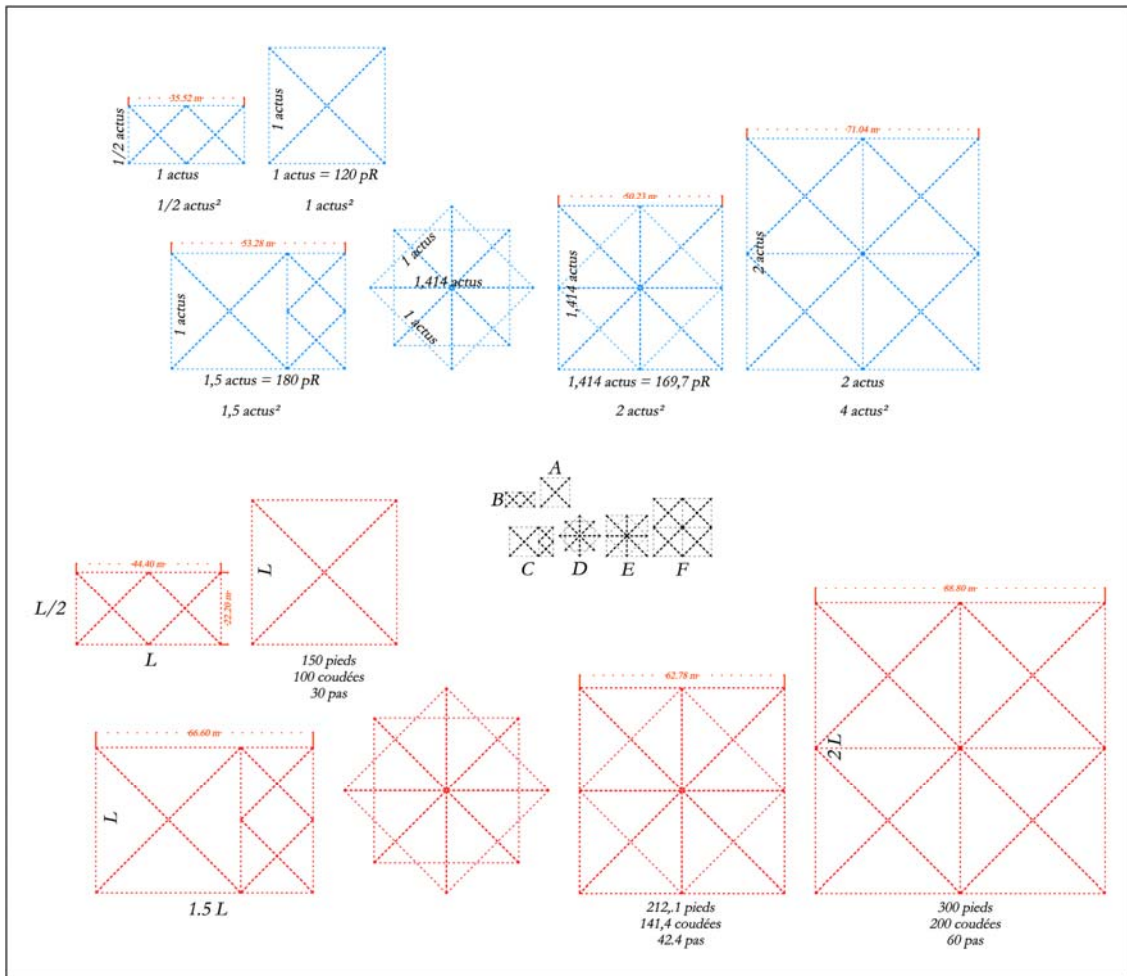 35.52 m
1/2 actus
1 actus
1/2 actus²
1 actus
1 actus = 120 pR
1 actus²
53.28 m
1 actus
1,5 actus = 180 pR
1,5 actus²
1 actus
1,414 actus
1 actus
50.23 m
1,414 actus
1,414 actus = 169,7 pR
2 actus²
71.04 m
2 actus
2 actus
4 actus²
A
B
C
D
E
F
44.40 m
22.20 m
L/2
L
L
150 pieds
100 coudées
30 pas
66.60 m
L
1.5 L
62.78 m
212,.1 pieds
141,4 coudées
42.4 pas
88.80 m
2 L
300 pieds
200 coudées
60 pas